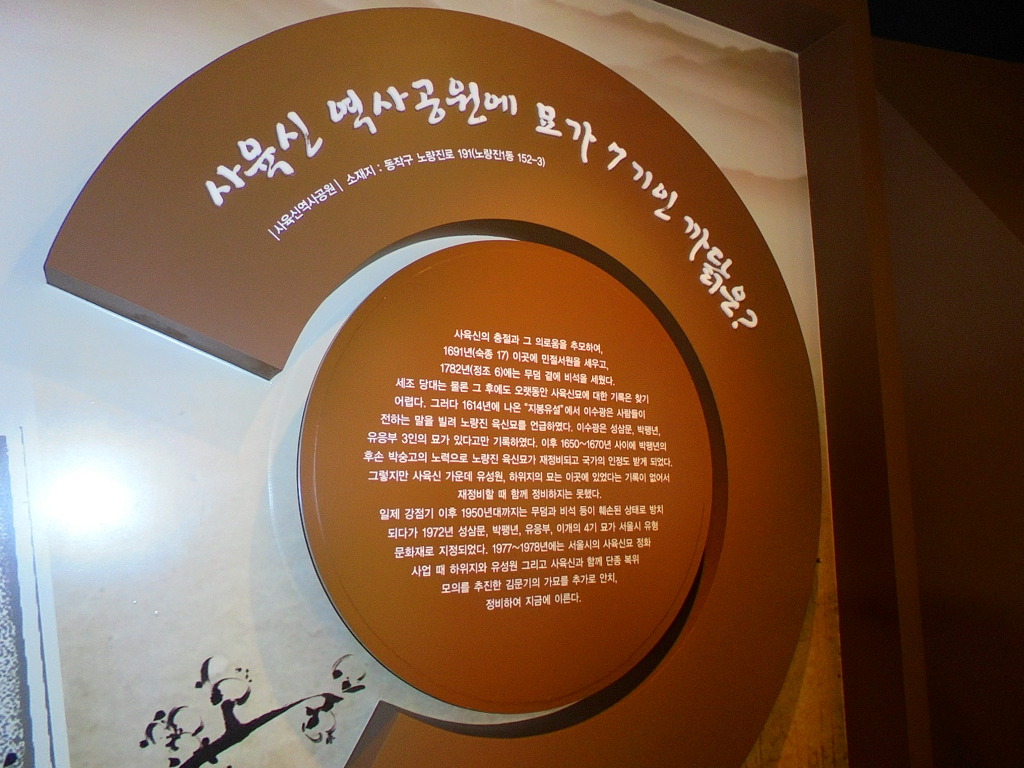 사육신 역사공원에 묘가 7기인 까닭은?
|사육신역사공원| 소재지 : 동작구 노량진로 191(노량진1동 152-3)
사육신의 충절과 그 의로움을 추모하여,
1691년(숙종 17) 이곳에 민절서원을 세우고,
1782년(정조 6)에는 무덤 곁에 비석을 세웠다.
세조 당대는 물론 그 후에도 오랫동안 사육신묘에 대한 기록은 찾기
어렵다. 그러다 1614년에 나온 "지봉유설"에서 이수광은 사람들이
전하는 말을 빌려 노량진 육신묘를 언급하였다. 이수광은 성삼문, 박팽년,
유응부 3인의 묘가 있다고만 기록하였다. 이후 1650~1670년 사이에 박팽년의
후손 박숭고의 노력으로 노량진 육신묘가 재정비되고 국가의 인정도 받게 되었다.
그렇지만 사육신 가운데 유성원, 하위지의 묘는 이곳에 있었다는 기록이 없어서
재정비할 때 함께 정비하지는 못했다.
일제 강점기 이후 1950년대까지는 무덤과 비석 등이 훼손된 상태로 방치
되다가 1972년 성삼문, 박팽년, 유응부, 이개의 4기 묘가 서울시 유형
문화재로 지정되었다. 1977~1978년에는 서울시의 사육신묘 정화
사업 때 하위지와 유성원 그리고 사육신과 함께 단종 복위
모의를 추진한 김문기의 가묘를 추가로 안치,
정비하여 지금에 이른다.